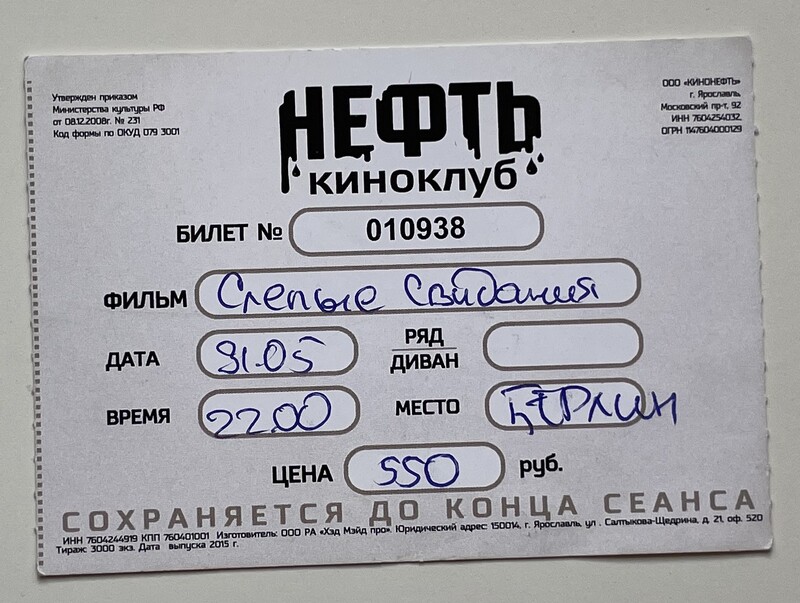 Утвержден приказом
Министерства культуры РФ
от 08.12.2008г. № 231
Код формы по ОКУД 079 3001
ООО «КИНОНЕФТЬ»
г. Ярославль,
Московский пр-т, 92
ИНН 7604254032,
ОГРН 1147604000129
НЕФТЬ
КИНОКЛУБ
БИЛЕТ № 010938
ФИЛЬМ Слепые Свидания
ДАТА 31.05 РЯД
ДИВАН
ВРЕМЯ 22.00 МЕСТО БЕРЛИН
ЦЕНА 550 руб.
СОХРАНЯЕТСЯ ДО КОНЦА СЕАНСА
ИНН 7604244919 КПП 760401001 Изготовитель: ООО РА «Хэд Мэйд про». Юридический адрес: 150014, г. Ярославль, ул . Салтыкова-Щедрина, д. 21, оф. 520
Тираж: 3000 экз. Дата выпуска 2015 г.